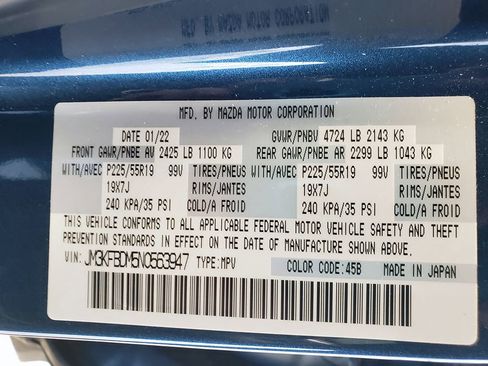 MFD. BY MAZDA MOTOR CORPORATION
DATE 01/22 GVWR/PNBV 4724 LB 2143 KG
FRONT GAWR/PNBE AV 2425 LB 1100 KG REAR GAWR/PNBE AR 2299 LB 1043 KG
WITH/AVEC P225/55R19 99V TIRES/PNEUS WITH/AVEC P225/55R19 99V TIRES/PNEUS
19X7J RIMS/JANTES 19X7J RIMS/JANTES
240 KPA/35 PSI COLD/A FROID 240 KPA/35 PSI COLD/A FROID
THIS VEHICLE CONFORMS TO ALL APPLICABLE FEDERAL MOTOR VEHICLE SAFETY AND THEFT
PREVENTION STANDARDS IN EFFECT ON THE DATE OF MANUFACTURE SHOWN ABOVE.
VIN: JM3KFBDM5N0563947 TYPE:MPV COLOR CODE:45B MADE IN JAPAN